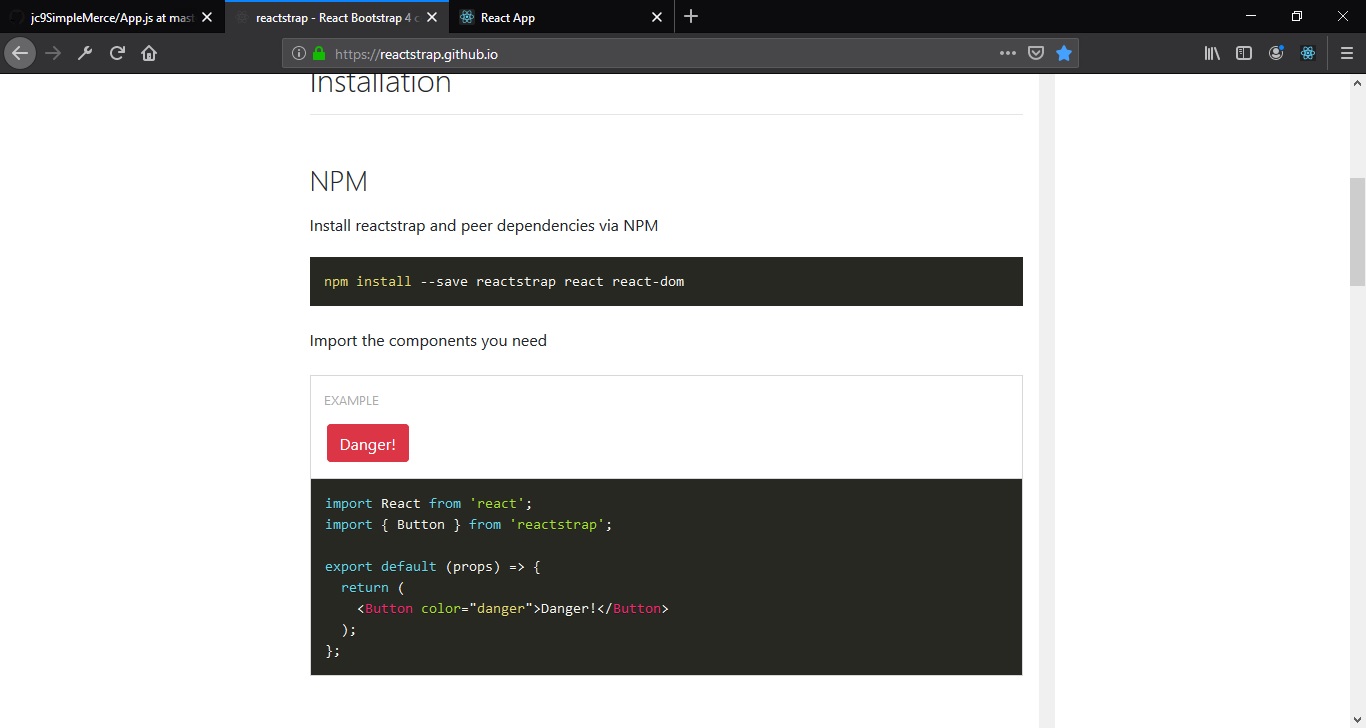 jc9SimpleMerce/App.js at mast
reactstrap - React Bootstrap 4 c
React App
https://reactstrap.github.io
Installation
NPM
Install reactstrap and peer dependencies via NPM
npm install --save reactstrap react react-dom
Import the components you need
EXAMPLE
Danger!
import React from 'react';
import { Button } from 'reactstrap';
export default (props) => {
return (
<Button color="danger">Danger!</Button>
);
};